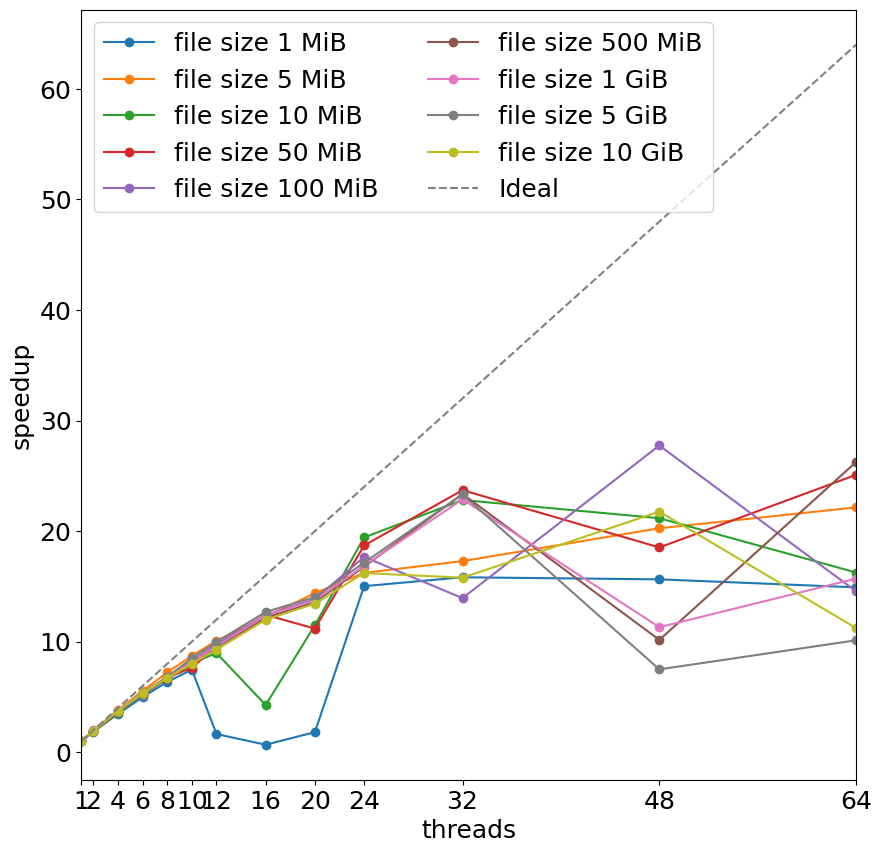 file size 1 MiB
file size 5 MiB
file size 10 MiB
file size 50 MiB
file size 100 MiB
file size 500 MiB
file size 1 GiB
file size 5 GiB
file size 10 GiB
Ideal
60
50
40
30
20
10
0
speedup
1 2 4 6 8 10 12 16 20 24 32 48 64
threads